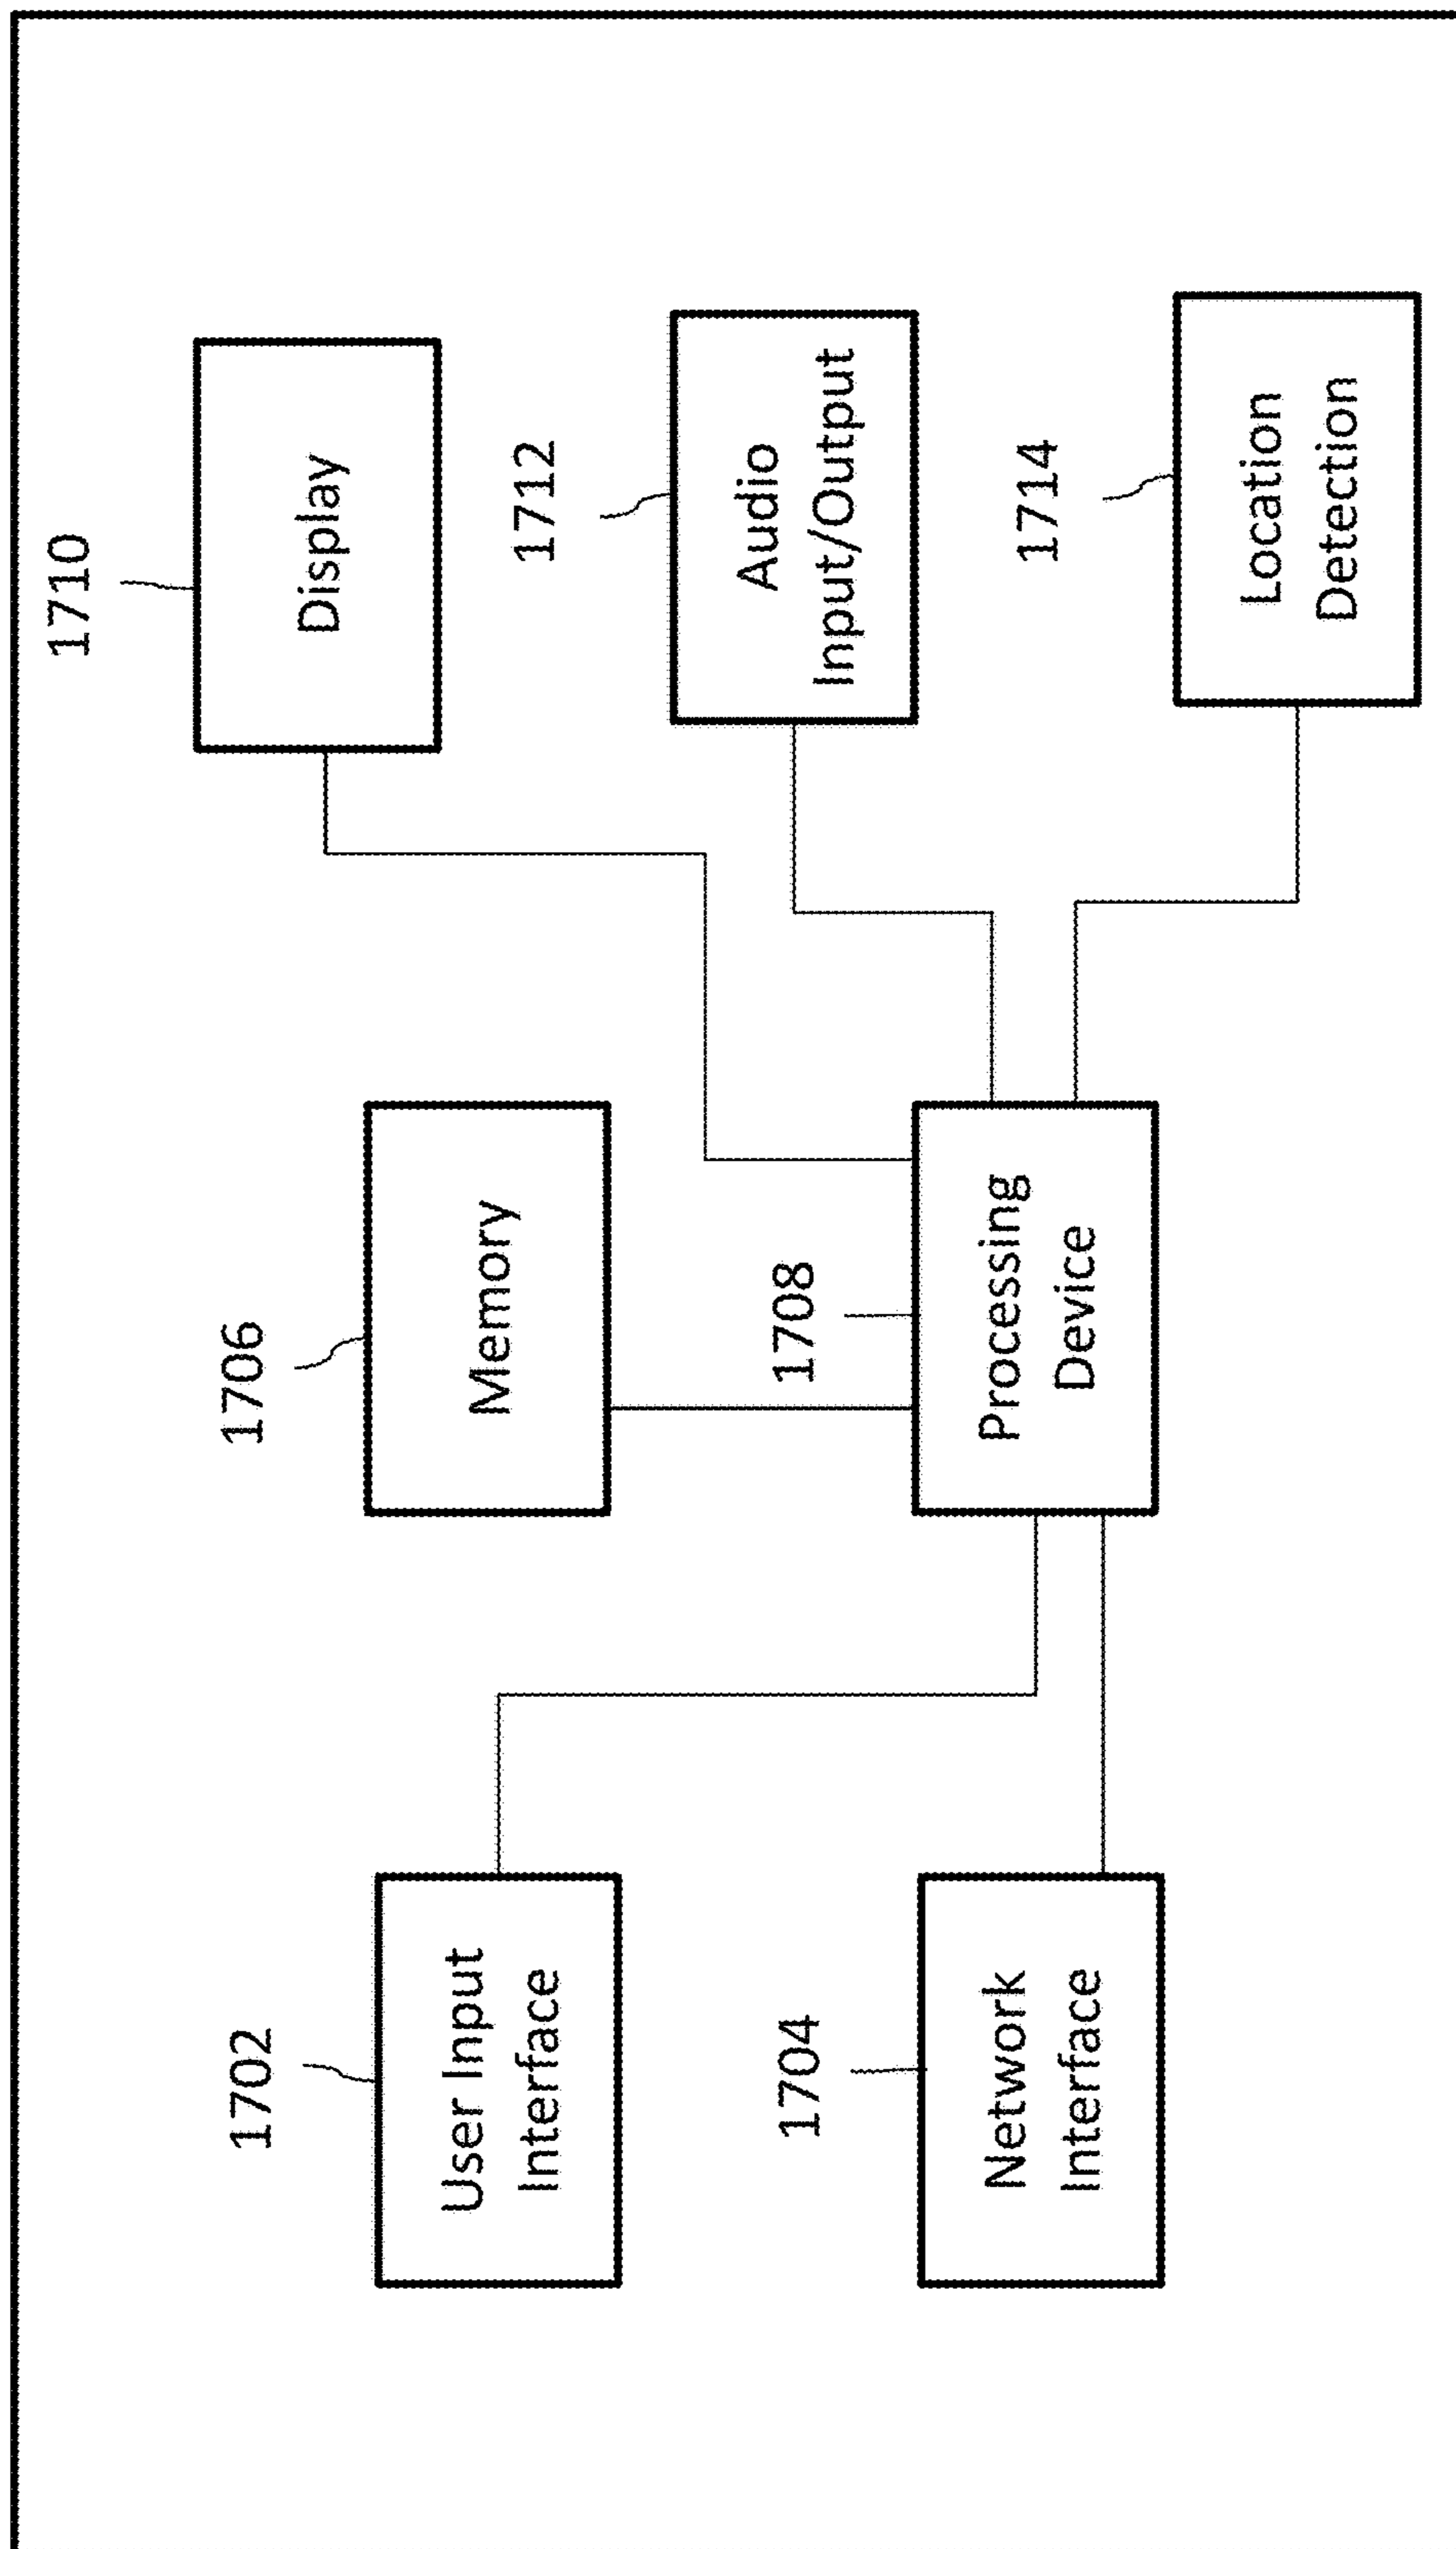 1702
User Input
Interface
1704
Network
Interface
1706
Memory
1708
Processing
Device
1710
Display
1712
Audio
Input/Output
1714
Location
Detection